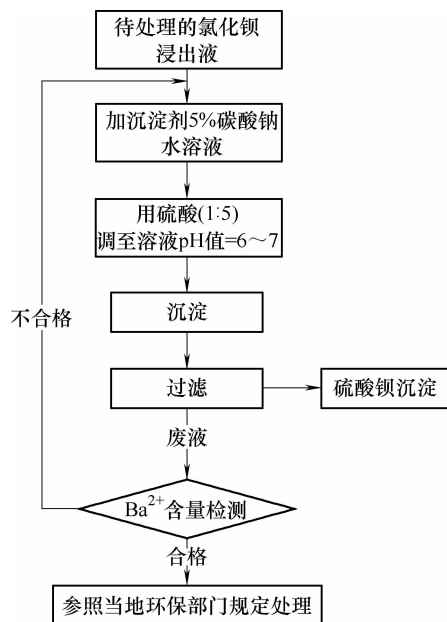 待处理的氯化钡
浸出液
加沉淀剂5%碳酸钠
水溶液
用硫酸(1∶5)
调至溶液pH值=6～7
不合格
沉淀
过滤
硫酸钡沉淀
废液
Ba²⁺含量检测
合格
参照当地环保部门规定处理